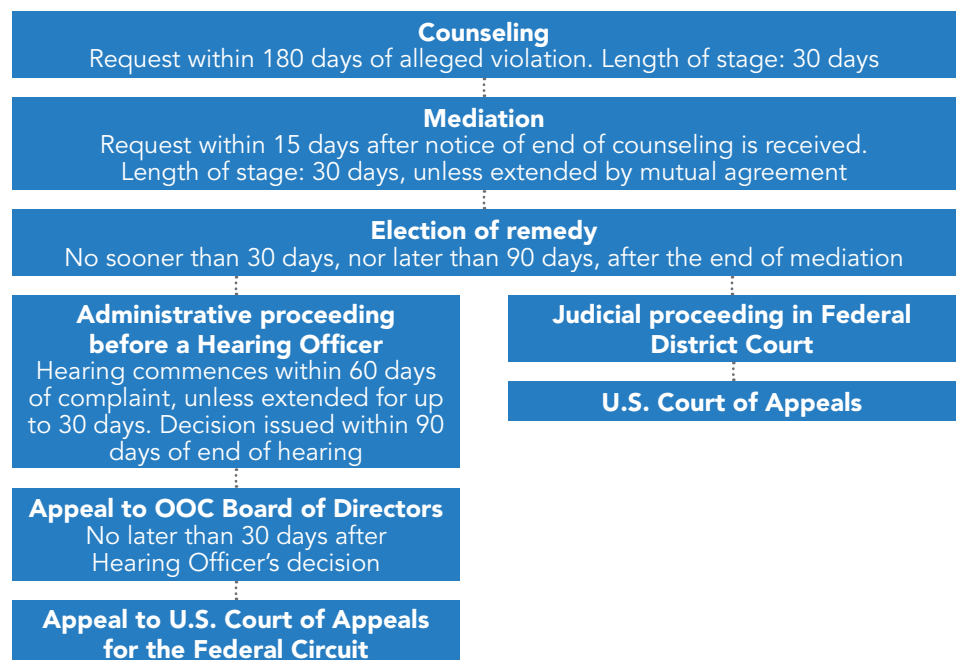 Counseling
Request within 180 days of alleged violation. Length of stage: 30 days
Mediation
Request within 15 days after notice of end of counseling is received.
Length of stage: 30 days, unless extended by mutual agreement
Election of remedy
No sooner than 30 days, nor later than 90 days, after the end of mediation
Administrative proceeding
before a Hearing Officer
Hearing commences within 60 days
of complaint, unless extended for up
to 30 days. Decision issued within 90
days of end of hearing
Appeal to OOC Board of Directors
No later than 30 days after
Hearing Officer’s decision
Appeal to U.S. Court of Appeals
for the Federal Circuit
Judicial proceeding in Federal
District Court
U.S. Court of Appeals